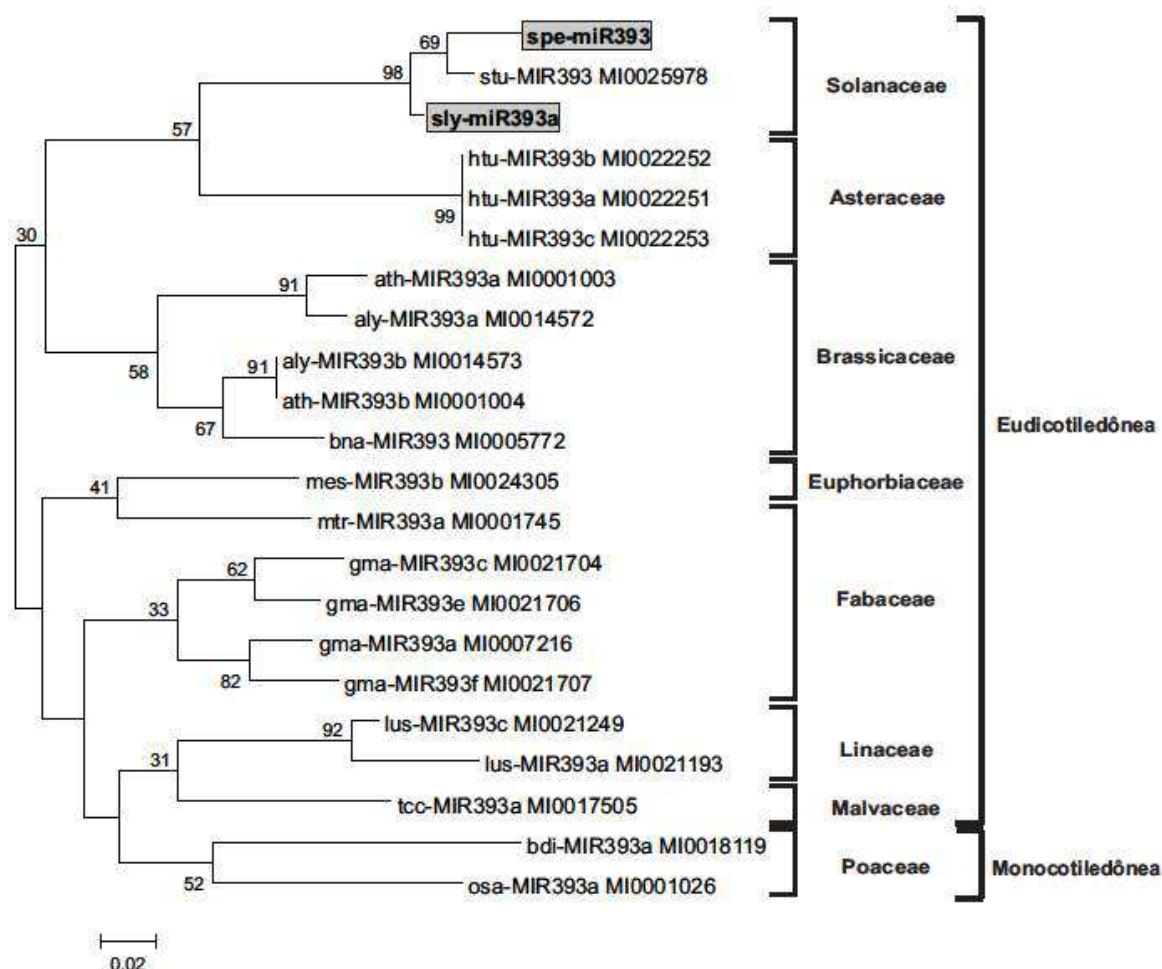 spe-miR393
69
stu-MIR393 MI0025978
98
Solanaceae
sly-miR393a
57
htu-MIR393b MI0022252
htu-MIR393a MI0022251
Asteraceae
99
htu-MIR393c MI0022253
30
ath-MIR393a MI0001003
91
aly-MIR393a MI0014572
Brassicaceae
aly-MIR393b MI0014573
91
58
ath-MIR393b MI0001004
67
bna-MIR393 MI0005772
Eudicotiledônea
mes-MIR393b MI0024305
41
Euphorbiaceae
mtr-MIR393a MI0001745
gma-MIR393c MI0021704
62
gma-MIR393e MI0021706
Fabaceae
33
gma-MIR393a MI0007216
82
gma-MIR393f MI0021707
lus-MIR393c MI0021249
92
Linaceae
31
lus-MIR393a MI0021193
tcc-MIR393a MI0017505
Malvaceae
bdi-MIR393a MI0018119
Poaceae
Monocotiledônea
52
osa-MIR393a MI0001026
0.02